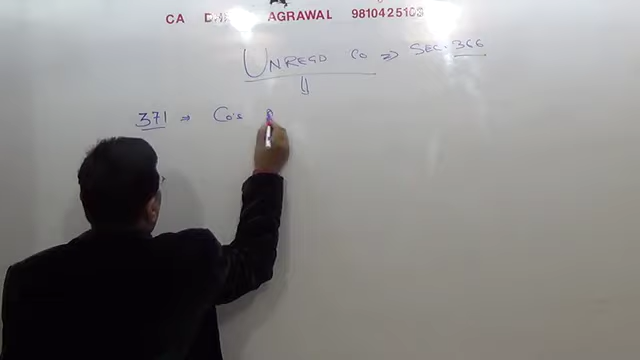 CA AGRAWAL 9810425103
UNREGD Co ⇒ SEC. 366
371 ⇒ Co's